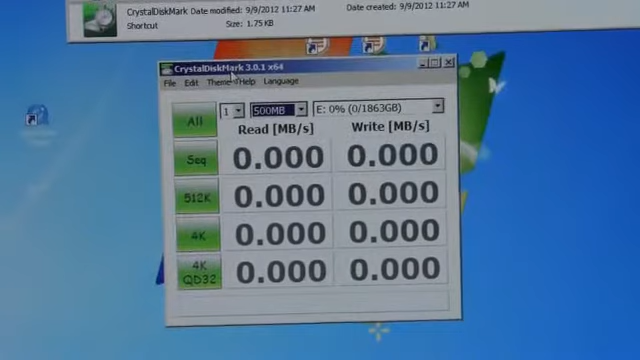 CrystalDiskMark Date modified: 9/9/2012 11:27 AM Date created: 9/9/2012 11:27 AM
Shortcut Size: 1.75 KB
CrystalDiskMark 3.0.1 x64
File Edit Theme Help Language
All 1 500MB E: 0% (0/1863GB)
Read [MB/s] Write [MB/s]
Seq 0.000 0.000
512K 0.000 0.000
4K 0.000 0.000
4K
QD32 0.000 0.000